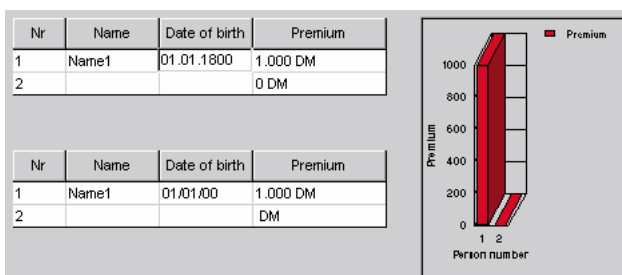 Nr Name Date of birth Premium
1 Name1 01.01.1800 1.000 DM
2 0 DM
Nr Name Date of birth Premium
1 Name1 01/01/00 1.000 DM
2 DM
Premium
1000
800
600
400
200
0
Premium
1 2
Person number